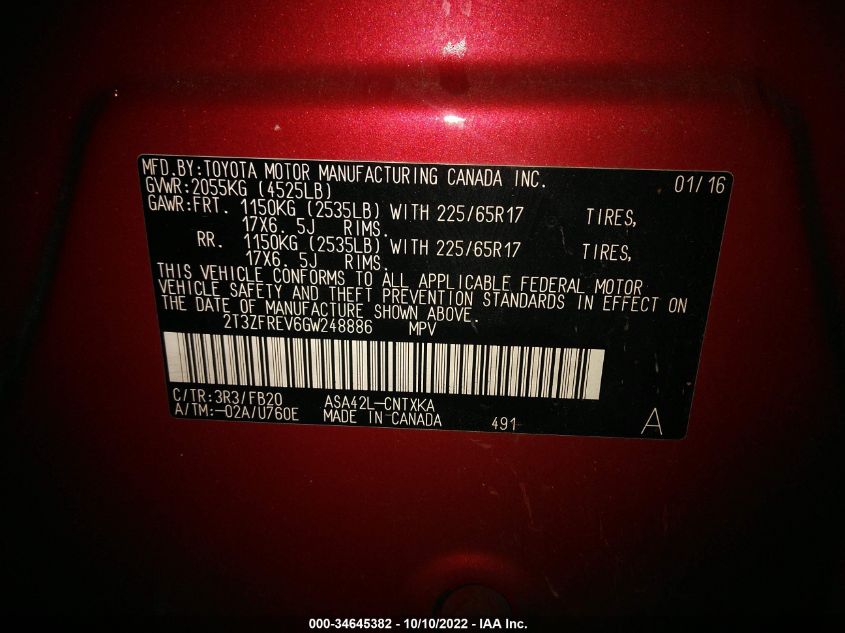 MFD.BY:TOYOTA MOTOR MANUFACTURING CANADA INC. 01/16
GVWR:2055KG (4525LB)
GAWR:FRT. 1150KG (2535LB) WITH 225/65R17 TIRES,
17X6. 5J RIMS.
RR. 1150KG (2535LB) WITH 225/65R17 TIRES,
17X6. 5J RIMS.
THIS VEHICLE CONFORMS TO ALL APPLICABLE FEDERAL MOTOR
VEHICLE SAFETY AND THEFT PREVENTION STANDARDS IN EFFECT ON
THE DATE OF MANUFACTURE SHOWN ABOVE.
2T3ZFREV6GW248886 MPV
C/TR:3R3/FB20 ASA42L-CNTXKA
A/TM:-02A/U760E MADE IN CANADA 491 A
000-34645382 - 10/10/2022 - IAA Inc.